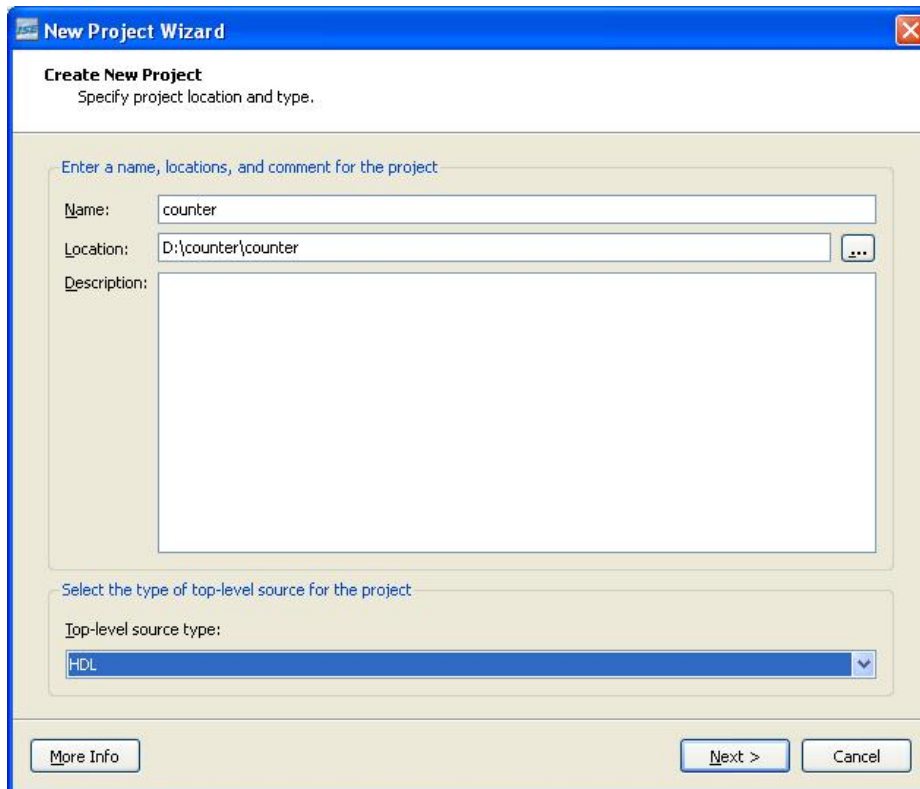 ISE New Project Wizard
Create New Project
Specify project location and type.
Enter a name, locations, and comment for the project
Name: counter
Location: D:\counter\counter ...
Description:
Select the type of top-level source for the project
Top-level source type:
HDL
More Info Next > Cancel